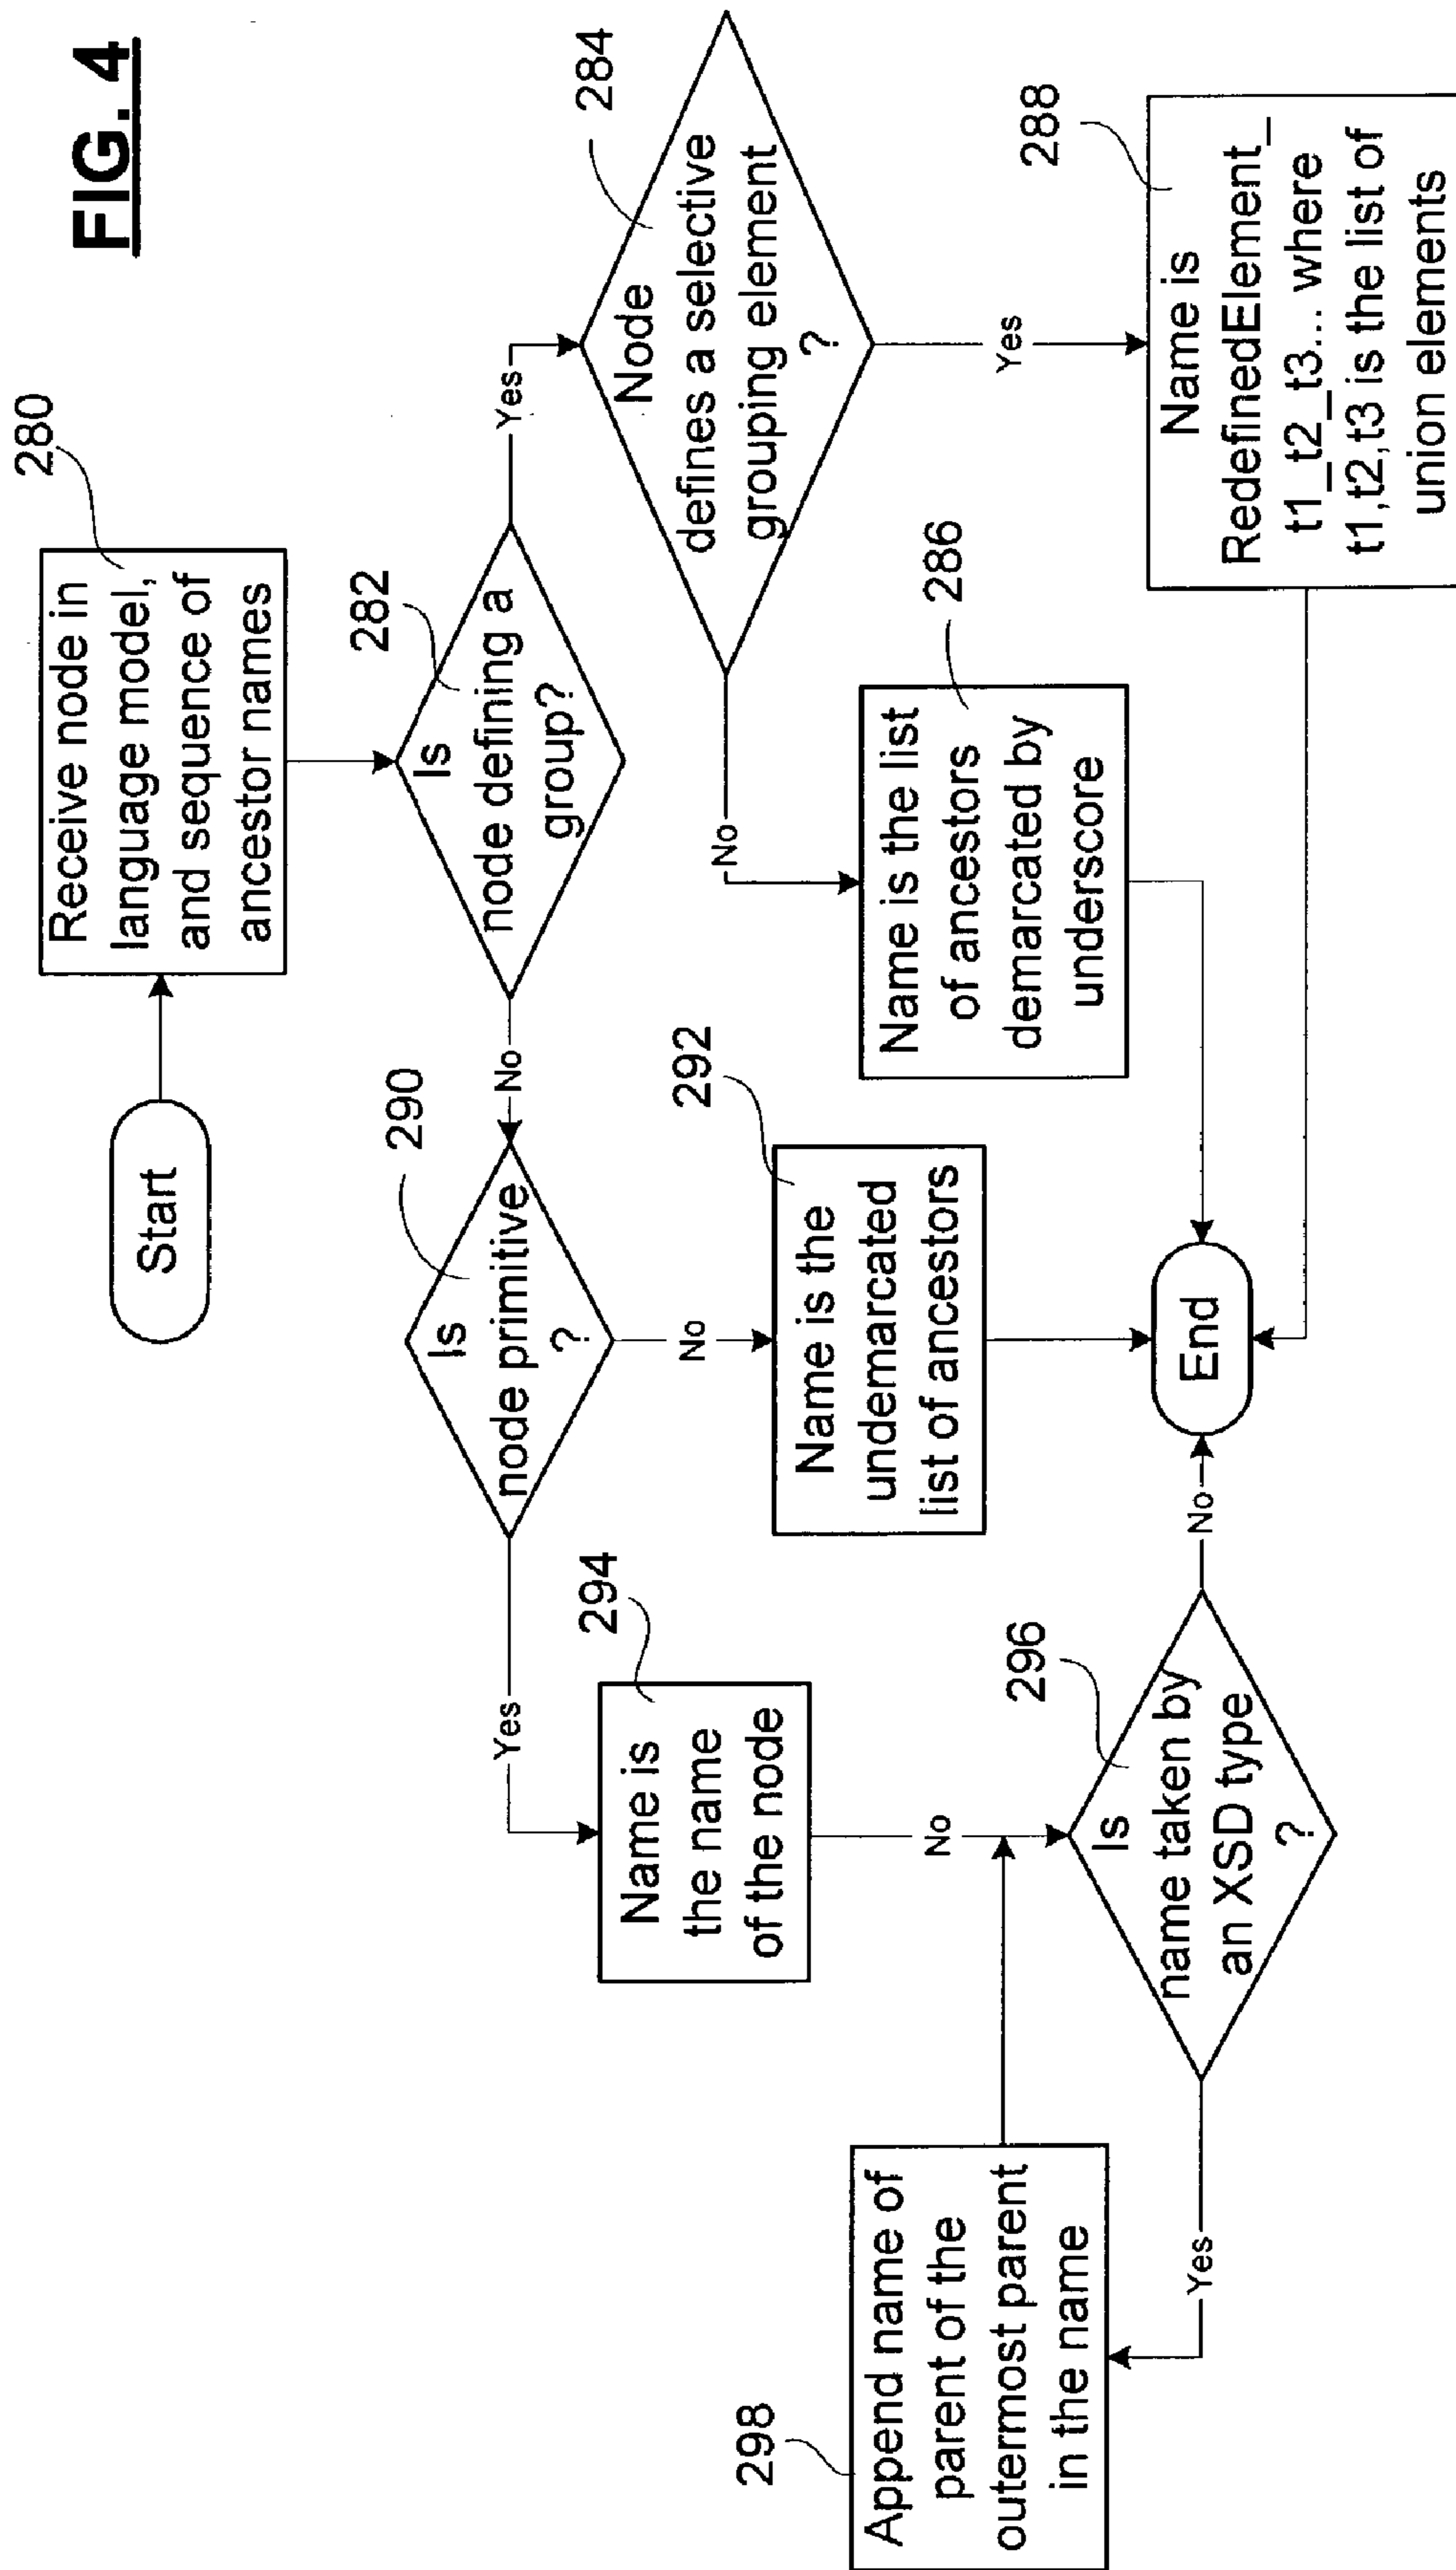 FIG. 4
Start
280
Receive node in
language model,
and sequence of
ancestor names
282
Is
node defining a
group?
Yes
284
Node
defines a selective
grouping element
?
Yes
288
Name is
RedefinedElement_
t1_t2_t3... where
t1,t2,t3 is the list of
union elements
No
286
Name is the list
of ancestors
demarcated by
underscore
No
290
Is
node primitive
?
No
292
Name is the
undemarcated
list of ancestors
Yes
294
Name is
the name
of the node
No
296
Is
name taken by
an XSD type
?
No
End
Yes
298
Append name of
parent of the
outermost parent
in the name